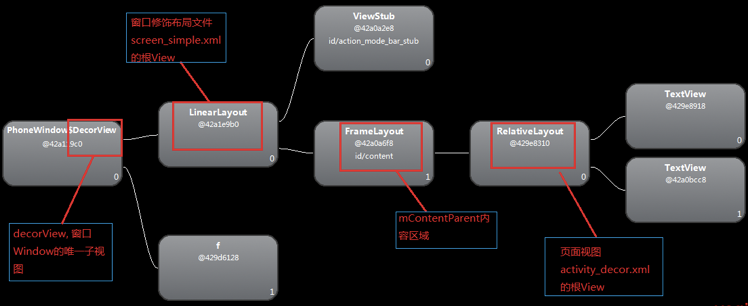 窗口修饰布局文件
screen_simple.xml
的根View
ViewStub
@42a0a2e8
id/action_mode_bar_stub
0
PhoneWindow$DecorView
@42a119c0
0
LinearLayout
@42a1e9b0
0
FrameLayout
@42a0a6f8
id/content
1
RelativeLayout
@429e8310
0
TextView
@429e8918
0
TextView
@42a0bcc8
1
f
@429d6128
1
decorView, 窗口
Window的唯一子视
图
mContentParent内
容区域
页面视图
activity_decor.xml
的根View